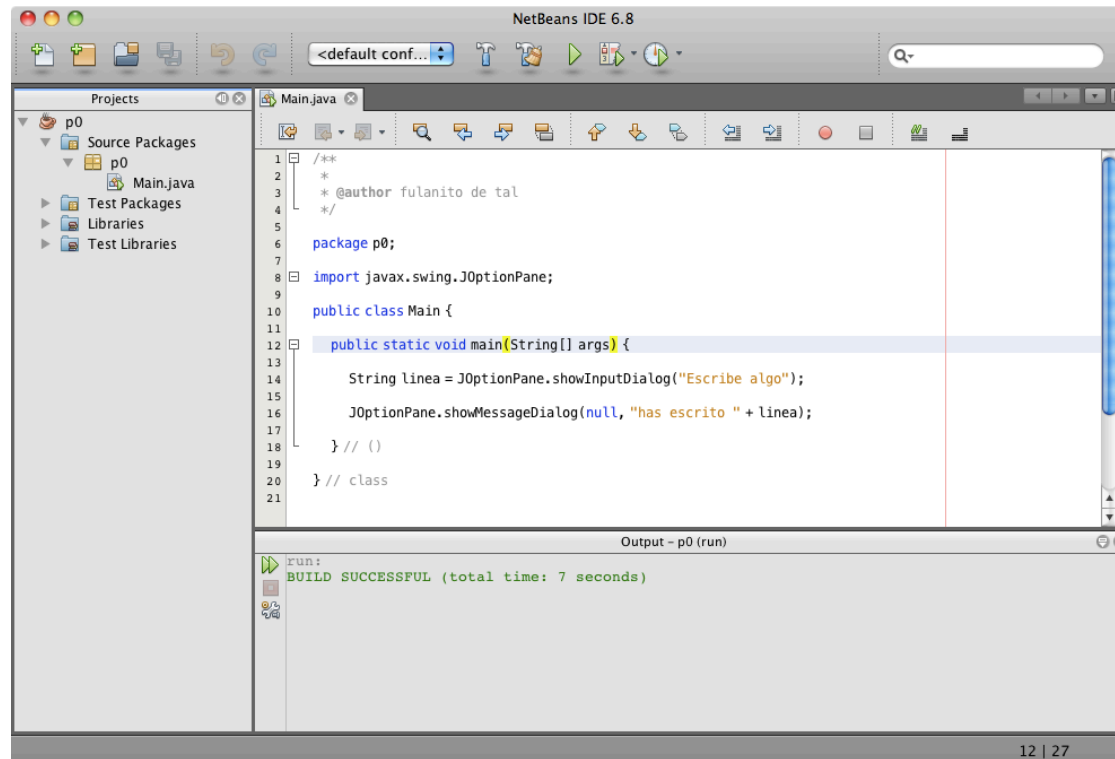 NetBeans IDE 6.8
<default conf...
Projects
p0
Source Packages
p0
Main.java
Test Packages
Libraries
Test Libraries
Main.java
1 /**
2 *
3 * @author fulanito de tal
4 */
5
6 package p0;
7
8 import javax.swing.JOptionPane;
9
10 public class Main {
11
12 public static void main(String[] args) {
13
14 String linea = JOptionPane.showInputDialog("Escribe algo");
15
16 JOptionPane.showMessageDialog(null, "has escrito " + linea);
17
18 } // ()
19
20 } // class
21
Output – p0 (run)
run:
BUILD SUCCESSFUL (total time: 7 seconds)
12 | 27